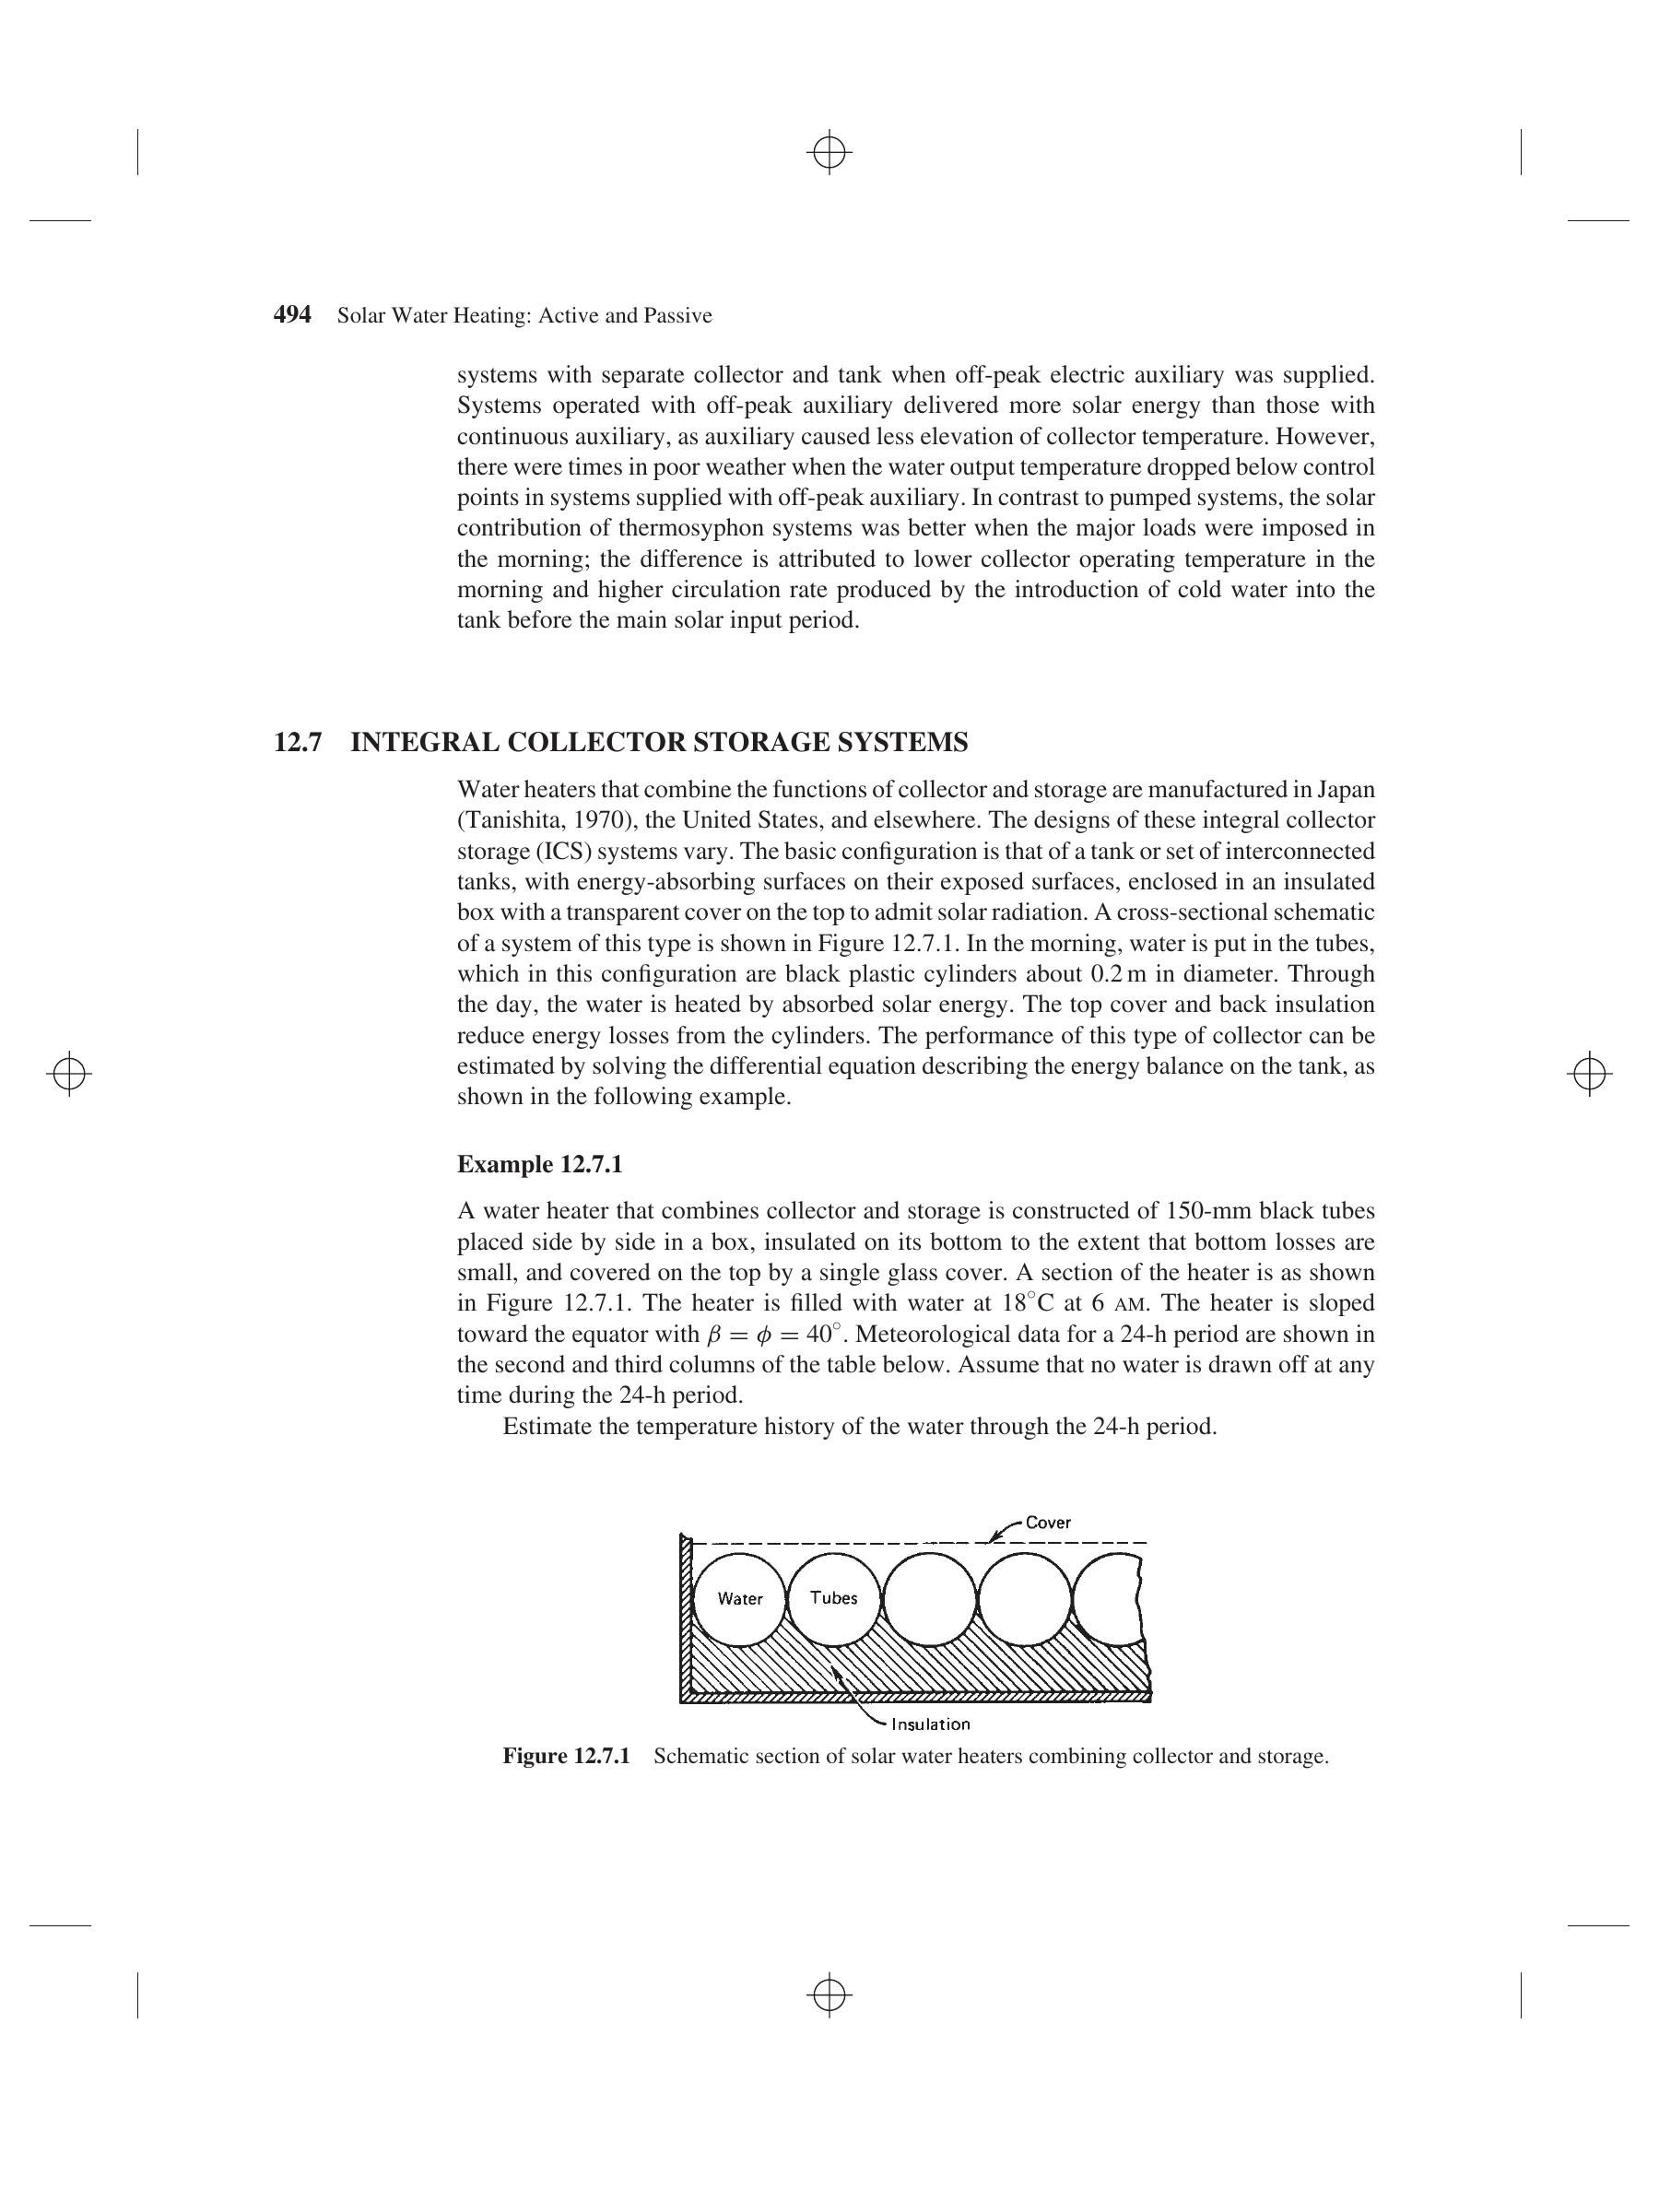 494 Solar Water Heating: Active and Passive
systems with separate collector and tank when off-peak electric auxiliary was supplied.
Systems operated with off-peak auxiliary delivered more solar energy than those with
continuous auxiliary, as auxiliary caused less elevation of collector temperature. However,
there were times in poor weather when the water output temperature dropped below control
points in systems supplied with off-peak auxiliary. In contrast to pumped systems, the solar
contribution of thermosyphon systems was better when the major loads were imposed in
the morning; the difference is attributed to lower collector operating temperature in the
morning and higher circulation rate produced by the introduction of cold water into the
tank before the main solar input period.
12.7 INTEGRAL COLLECTOR STORAGE SYSTEMS
Water heaters that combine the functions of collector and storage are manufactured in Japan
(Tanishita, 1970), the United States, and elsewhere. The designs of these integral collector
storage (ICS) systems vary. The basic configuration is that of a tank or set of interconnected
tanks, with energy-absorbing surfaces on their exposed surfaces, enclosed in an insulated
box with a transparent cover on the top to admit solar radiation. A cross-sectional schematic
of a system of this type is shown in Figure 12.7.1. In the morning, water is put in the tubes,
which in this configuration are black plastic cylinders about 0.2 m in diameter. Through
the day, the water is heated by absorbed solar energy. The top cover and back insulation
reduce energy losses from the cylinders. The performance of this type of collector can be
estimated by solving the differential equation describing the energy balance on the tank, as
shown in the following example.
Example 12.7.1
A water heater that combines collector and storage is constructed of 150-mm black tubes
placed side by side in a box, insulated on its bottom to the extent that bottom losses are
small, and covered on the top by a single glass cover. A section of the heater is as shown
in Figure 12.7.1. The heater is filled with water at 18°C at 6 AM. The heater is sloped
toward the equator with β = ϕ = 40°. Meteorological data for a 24-h period are shown in
the second and third columns of the table below. Assume that no water is drawn off at any
time during the 24-h period.
Estimate the temperature history of the water through the 24-h period.
Cover
Water Tubes
Insulation
Figure 12.7.1 Schematic section of solar water heaters combining collector and storage.